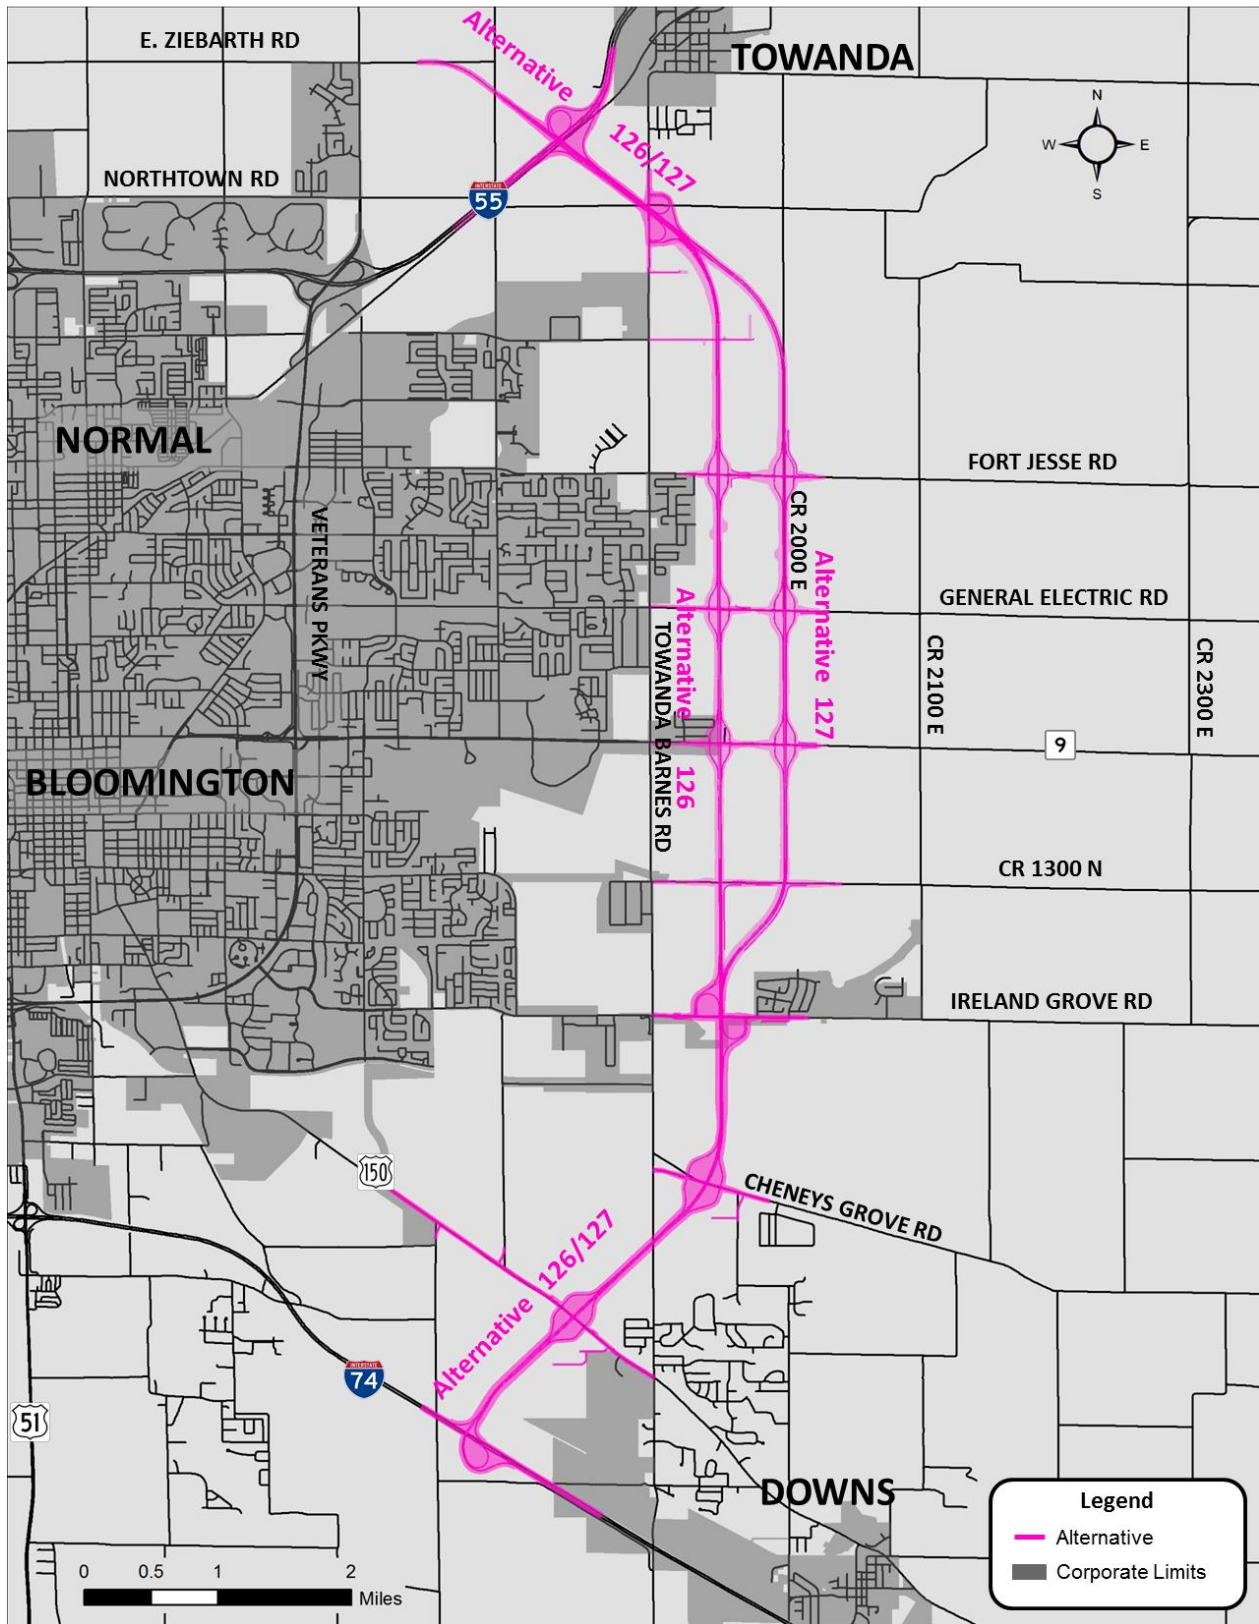 E. ZIEBARTH RD
Alternative
126/127
TOWANDA
N
W
E
S
NORTHTOWN RD
INTERSTATE
55
NORMAL
FORT JESSE RD
VETERANS PKWY
CR 2000 E
Alternative 127
GENERAL ELECTRIC RD
Alternative 126
TOWANDA BARNES RD
CR 2100 E
CR 2300 E
9
BLOOMINGTON
CR 1300 N
IRELAND GROVE RD
150
CHENEYS GROVE RD
Alternative 126/127
INTERSTATE
74
51
DOWNS
Legend
Alternative
Corporate Limits
0 0.5 1 2
Miles